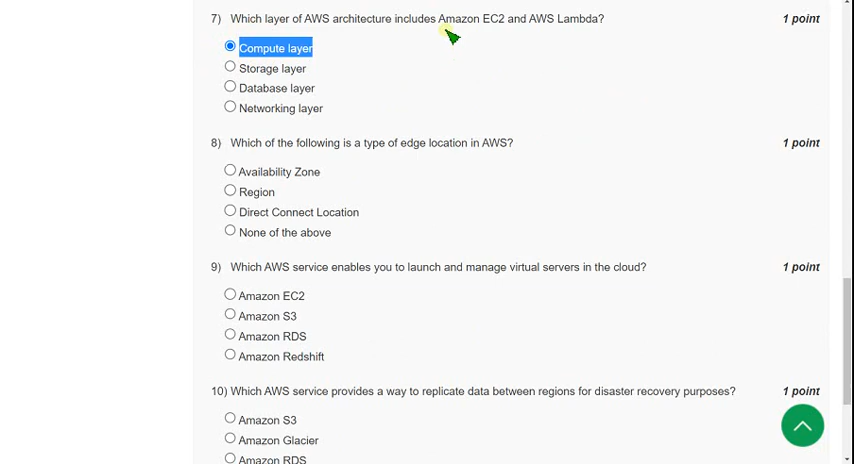 7) Which layer of AWS architecture includes Amazon EC2 and AWS Lambda? 1 point
Compute layer
Storage layer
Database layer
Networking layer
8) Which of the following is a type of edge location in AWS? 1 point
Availability Zone
Region
Direct Connect Location
None of the above
9) Which AWS service enables you to launch and manage virtual servers in the cloud? 1 point
Amazon EC2
Amazon S3
Amazon RDS
Amazon Redshift
10) Which AWS service provides a way to replicate data between regions for disaster recovery purposes? 1 point
Amazon S3
Amazon Glacier
Amazon RDS